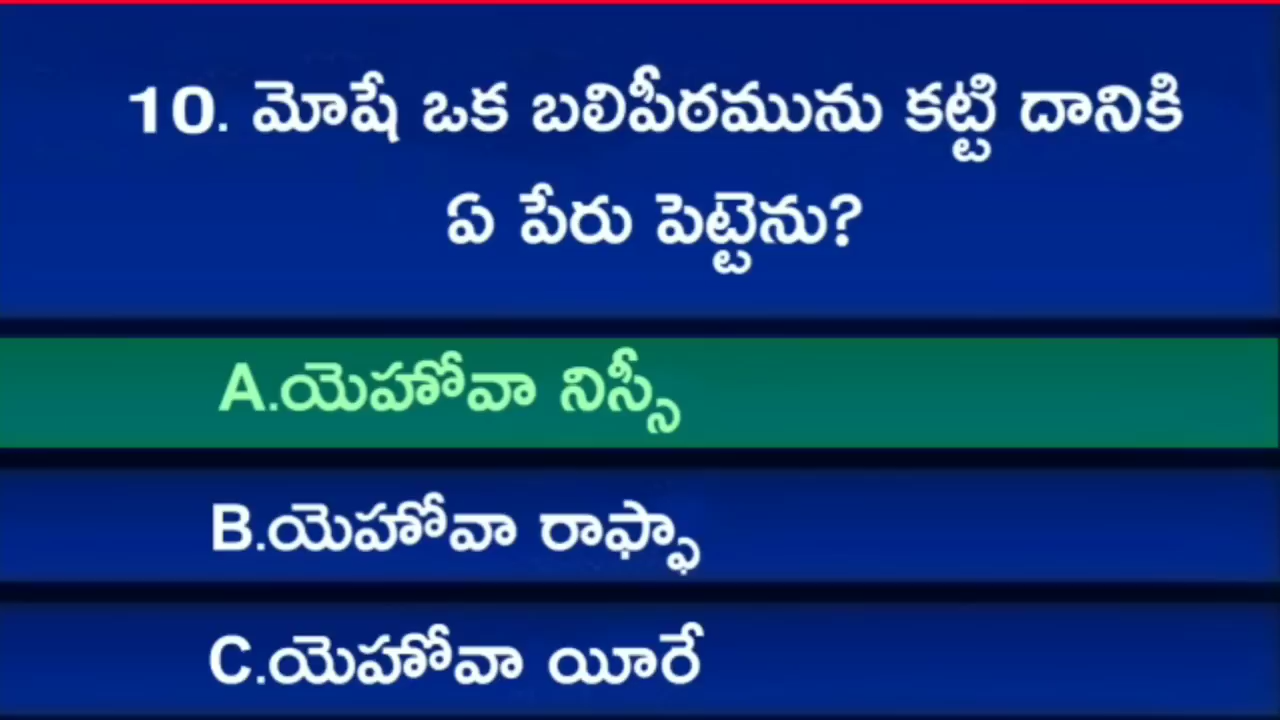 10. మోషే ఒక బలిపీఠమును కట్టి దానికి
ఏ పేరు పెట్టెను?
A.యెహోవా నిస్సీ
B.యెహోవా రాఫ్ఫా
C.యెహోవా యీరే